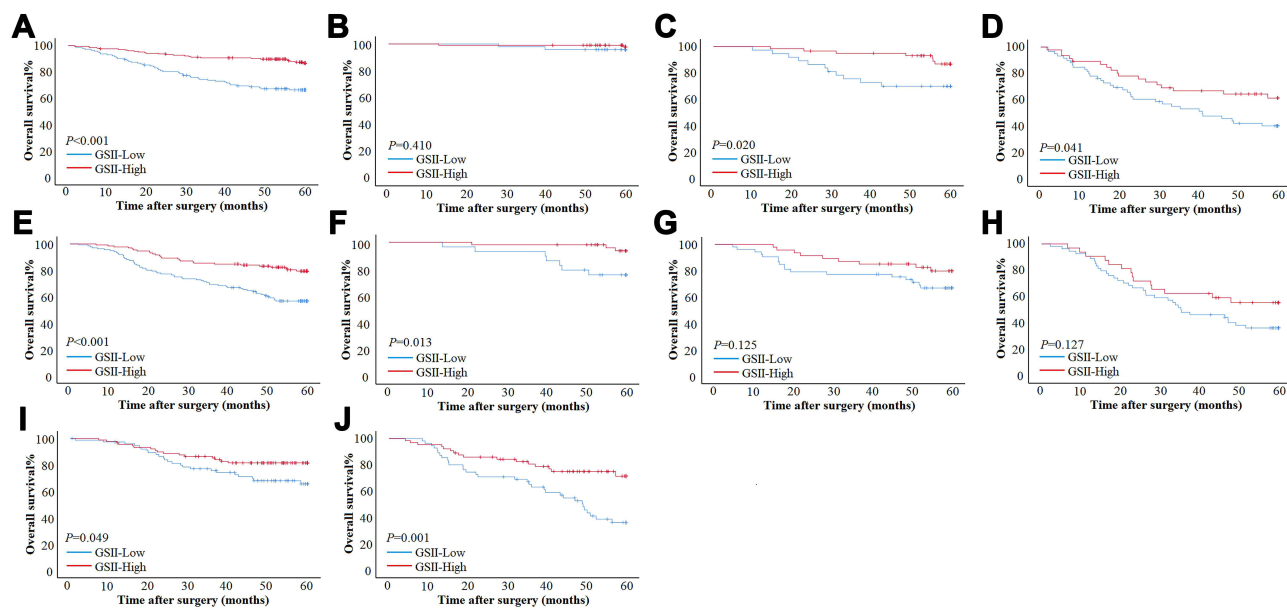 A
Overall survival%
100
80
60
40
20
0
P<0.001
GSII-Low
GSII-High
0 10 20 30 40 50 60
Time after surgery (months)
B
Overall survival%
100
80
60
40
20
0
P=0.410
GSII-Low
GSII-High
0 10 20 30 40 50 60
Time after surgery (months)
C
Overall survival%
100
80
60
40
20
0
P=0.020
GSII-Low
GSII-High
0 10 20 30 40 50 60
Time after surgery (months)
D
Overall survival%
100
80
60
40
20
0
P=0.041
GSII-Low
GSII-High
0 10 20 30 40 50 60
Time after surgery (months)
E
Overall survival%
100
80
60
40
20
0
P<0.001
GSII-Low
GSII-High
0 10 20 30 40 50 60
Time after surgery (months)
F
Overall survival%
100
80
60
40
20
0
P=0.013
GSII-Low
GSII-High
0 10 20 30 40 50 60
Time after surgery (months)
G
Overall survival%
100
80
60
40
20
0
P=0.125
GSII-Low
GSII-High
0 10 20 30 40 50 60
Time after surgery (months)
H
Overall survival%
100
80
60
40
20
0
P=0.127
GSII-Low
GSII-High
0 10 20 30 40 50 60
Time after surgery (months)
I
Overall survival%
100
80
60
40
20
0
P=0.049
GSII-Low
GSII-High
0 10 20 30 40 50 60
Time after surgery (months)
J
Overall survival%
100
80
60
40
20
0
P=0.001
GSII-Low
GSII-High
0 10 20 30 40 50 60
Time after surgery (months)